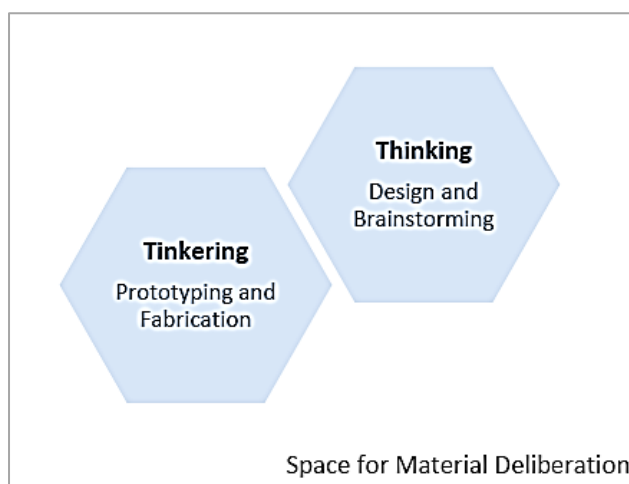 Thinking
Design and
Brainstorming
Tinkering
Prototyping and
Fabrication
Space for Material Deliberation